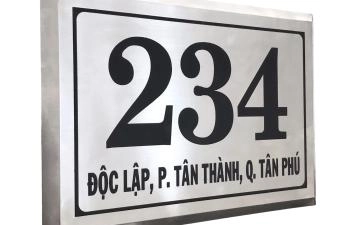 234
ĐỘC LẬP, P. TÂN THÀNH, Q. TÂN PHÚ